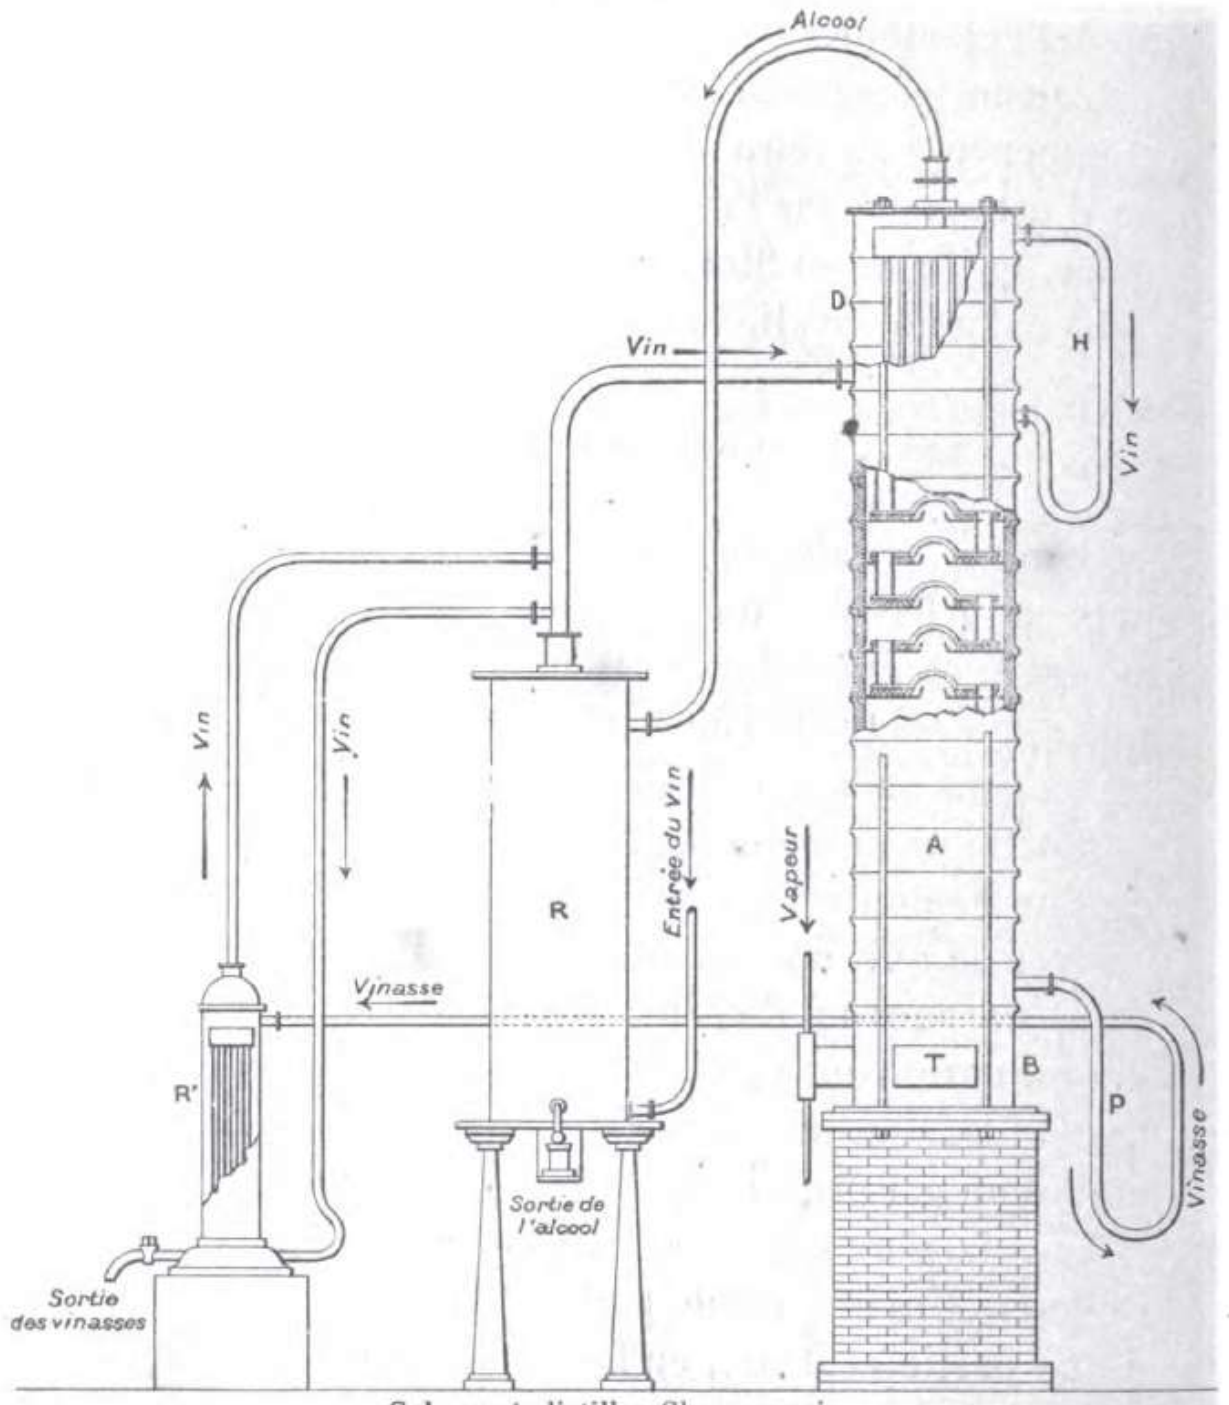 Alcool
D
Vin
H
Vin
Vin
Vin
Entrée du vin
Vapeur
A
R
Vinasse
T
B
R'
P
Vinasse
Sortie de
l'alcool
Sortie
des vinasses